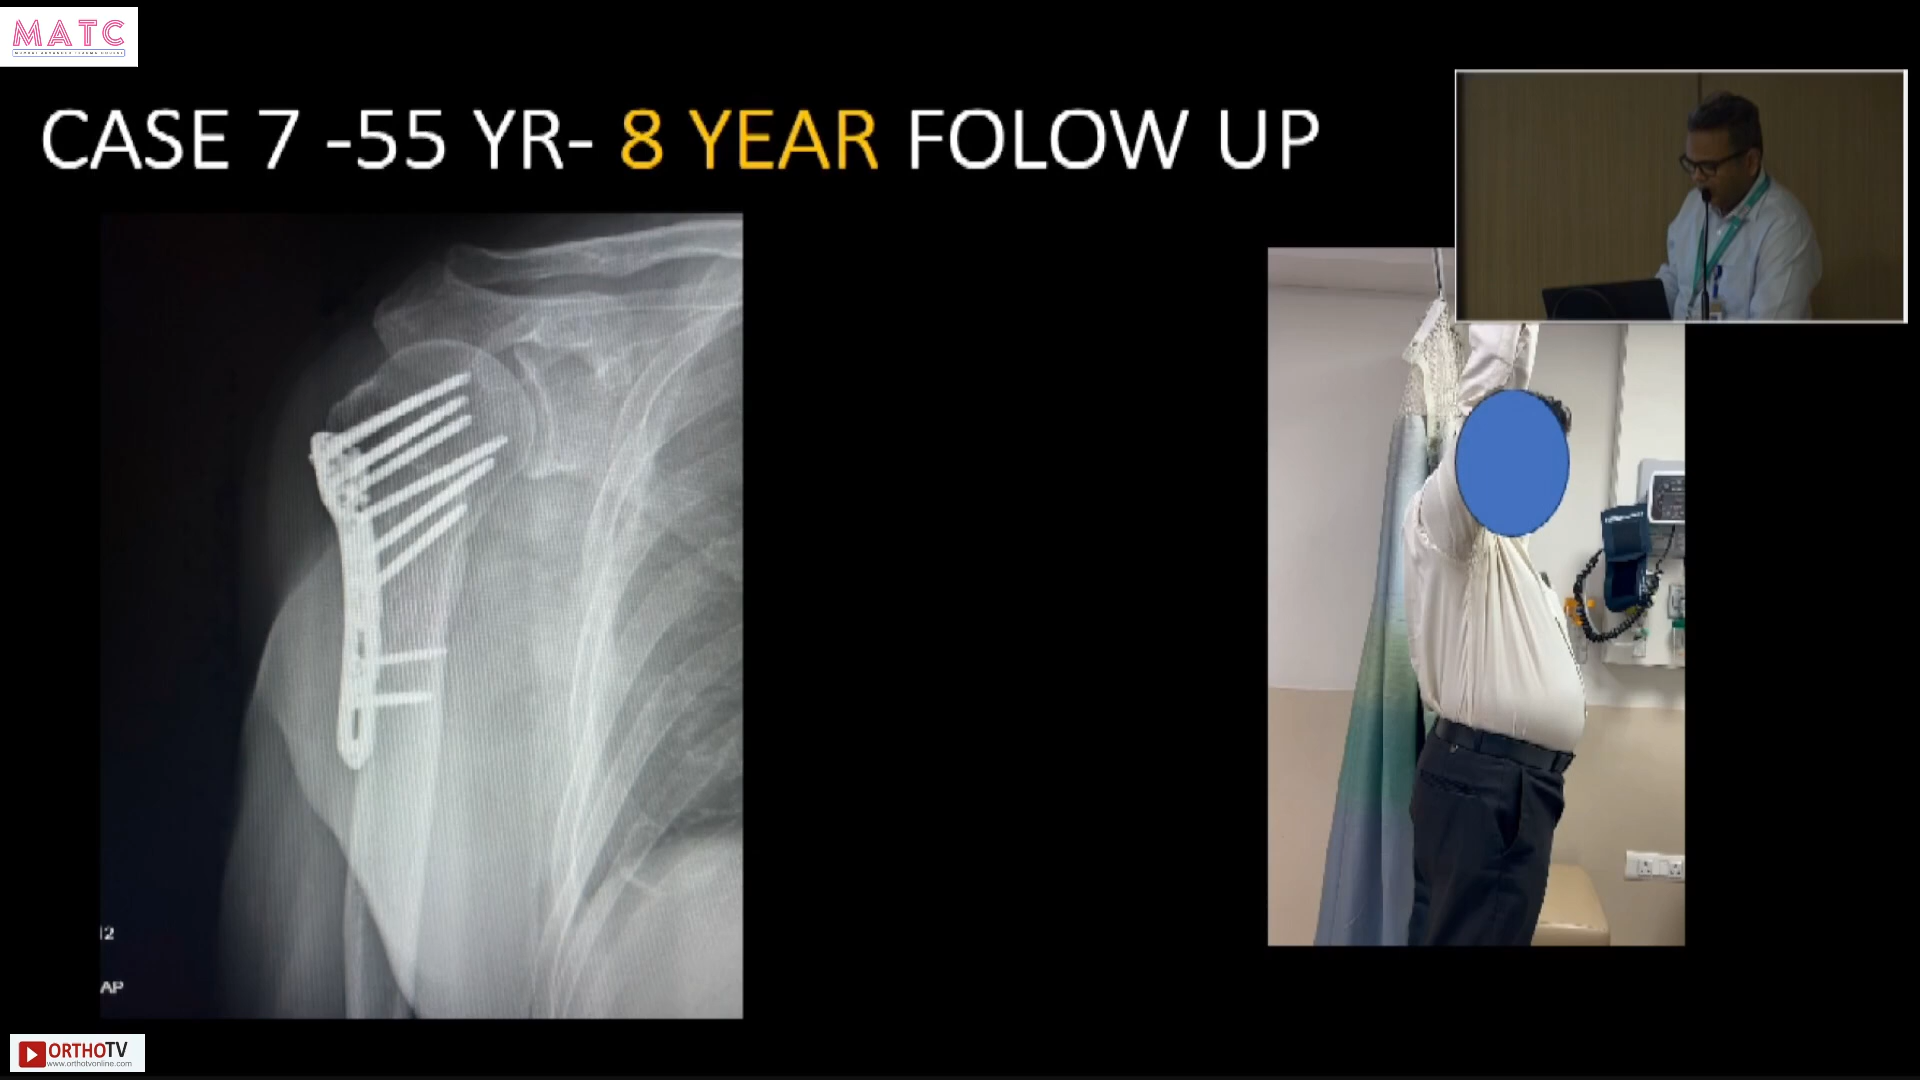 MATC
CASE 7 -55 YR- 8 YEAR FOLOW UP
12
AP
ORTHOTV
www.orthotvonline.com